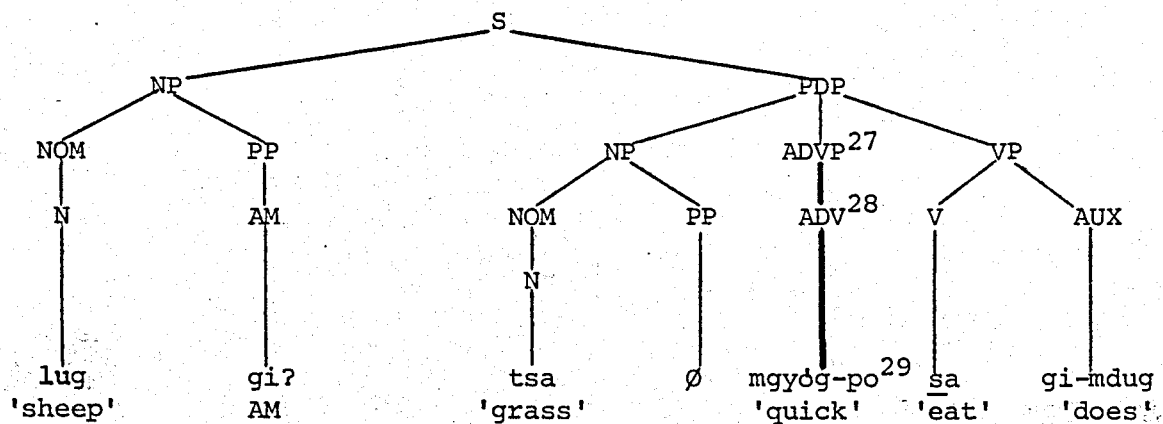 S
NP PDP
NOM PP NP ADVP27 VP
N AM NOM PP ADV28 V AUX
N
lug gi? tsa Ø mgyog-po29 sa gi-mdug
'sheep' AM 'grass' 'quick' 'eat' 'does'